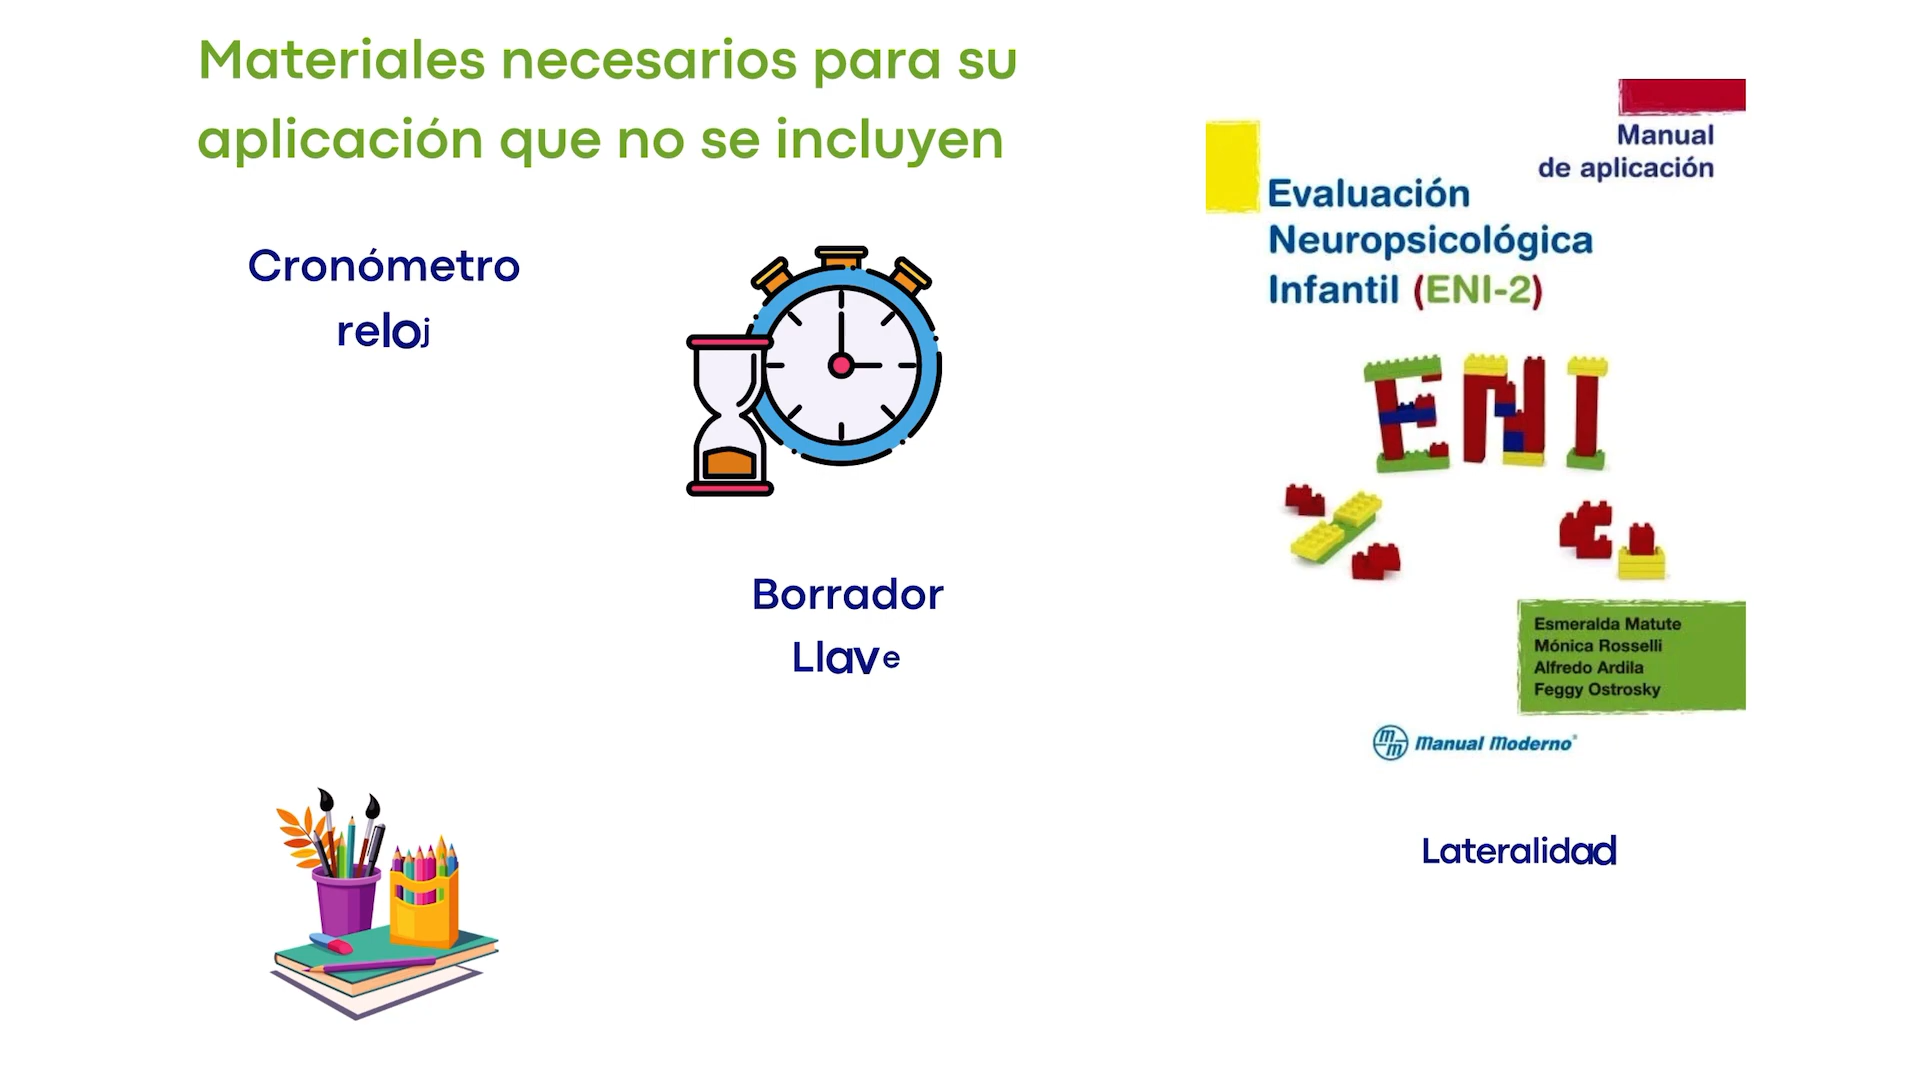 Materiales necesarios para su
aplicación que no se incluyen
Cronómetro
reloj
Borrador
Llave
Manual
de aplicación
Evaluación
Neuropsicológica
Infantil (ENI-2)
ENI
Esmeralda Matute
Mónica Rosselli
Alfredo Ardila
Feggy Ostrosky
mm Manual Moderno®
Lateralidad